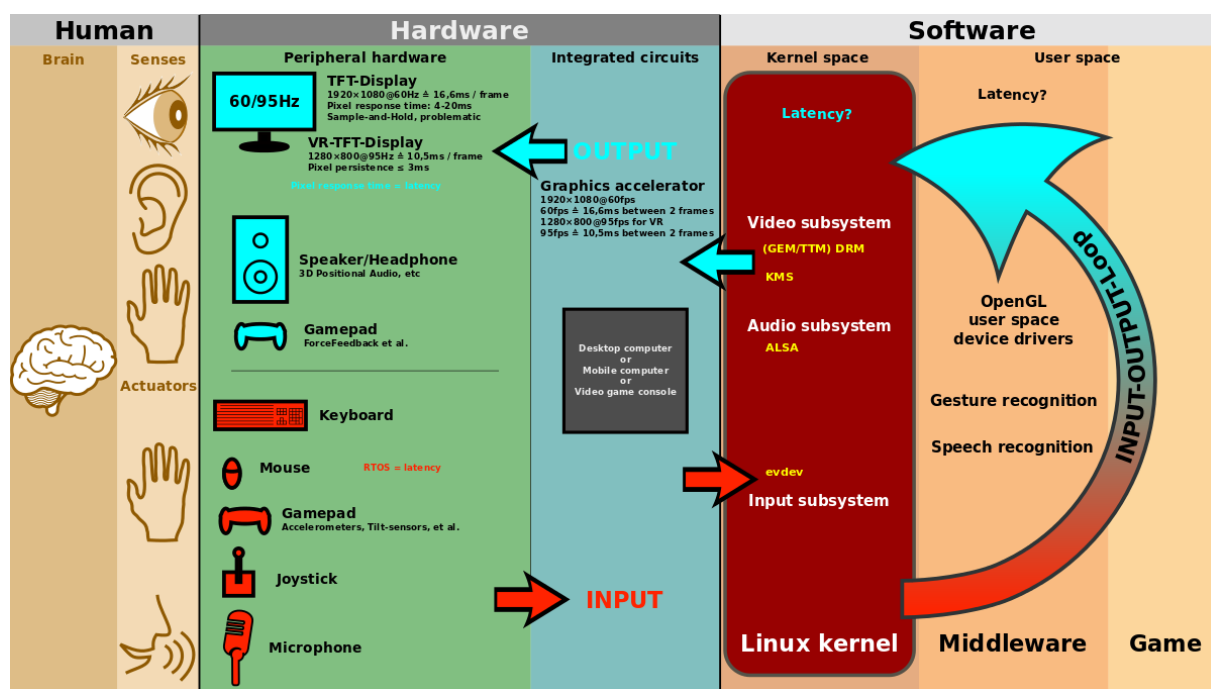 Human
Hardware
Software
Brain
Senses
Peripheral hardware
Integrated circuits
Kernel space
User space
60/95Hz
TFT-Display
1920×1080@60Hz ≙ 16,6ms / frame
Pixel response time: 4-20ms
Sample-and-Hold, problematic
VR-TFT-Display
1280×800@95Hz ≙ 10,5ms / frame
Pixel persistence ≤ 3ms
Pixel response time = latency
OUTPUT
Graphics accelerator
1920×1080@60fps
60fps ≙ 16,6ms between 2 frames
1280×800@95fps for VR
95fps ≙ 10,5ms between 2 frames
Speaker/Headphone
3D Positional Audio, etc
Gamepad
ForceFeedback et al.
Actuators
Keyboard
Mouse
RTOS = latency
Gamepad
Accelerometers, Tilt-sensors, et al.
Joystick
Microphone
INPUT
Desktop computer
or
Mobile computer
or
Video game console
Latency?
Video subsystem
(GEM/TTM) DRM
KMS
Audio subsystem
ALSA
evdev
Input subsystem
Linux kernel
Latency?
OpenGL
user space
device drivers
Gesture recognition
Speech recognition
INPUT-OUTPUT-Loop
Middleware
Game